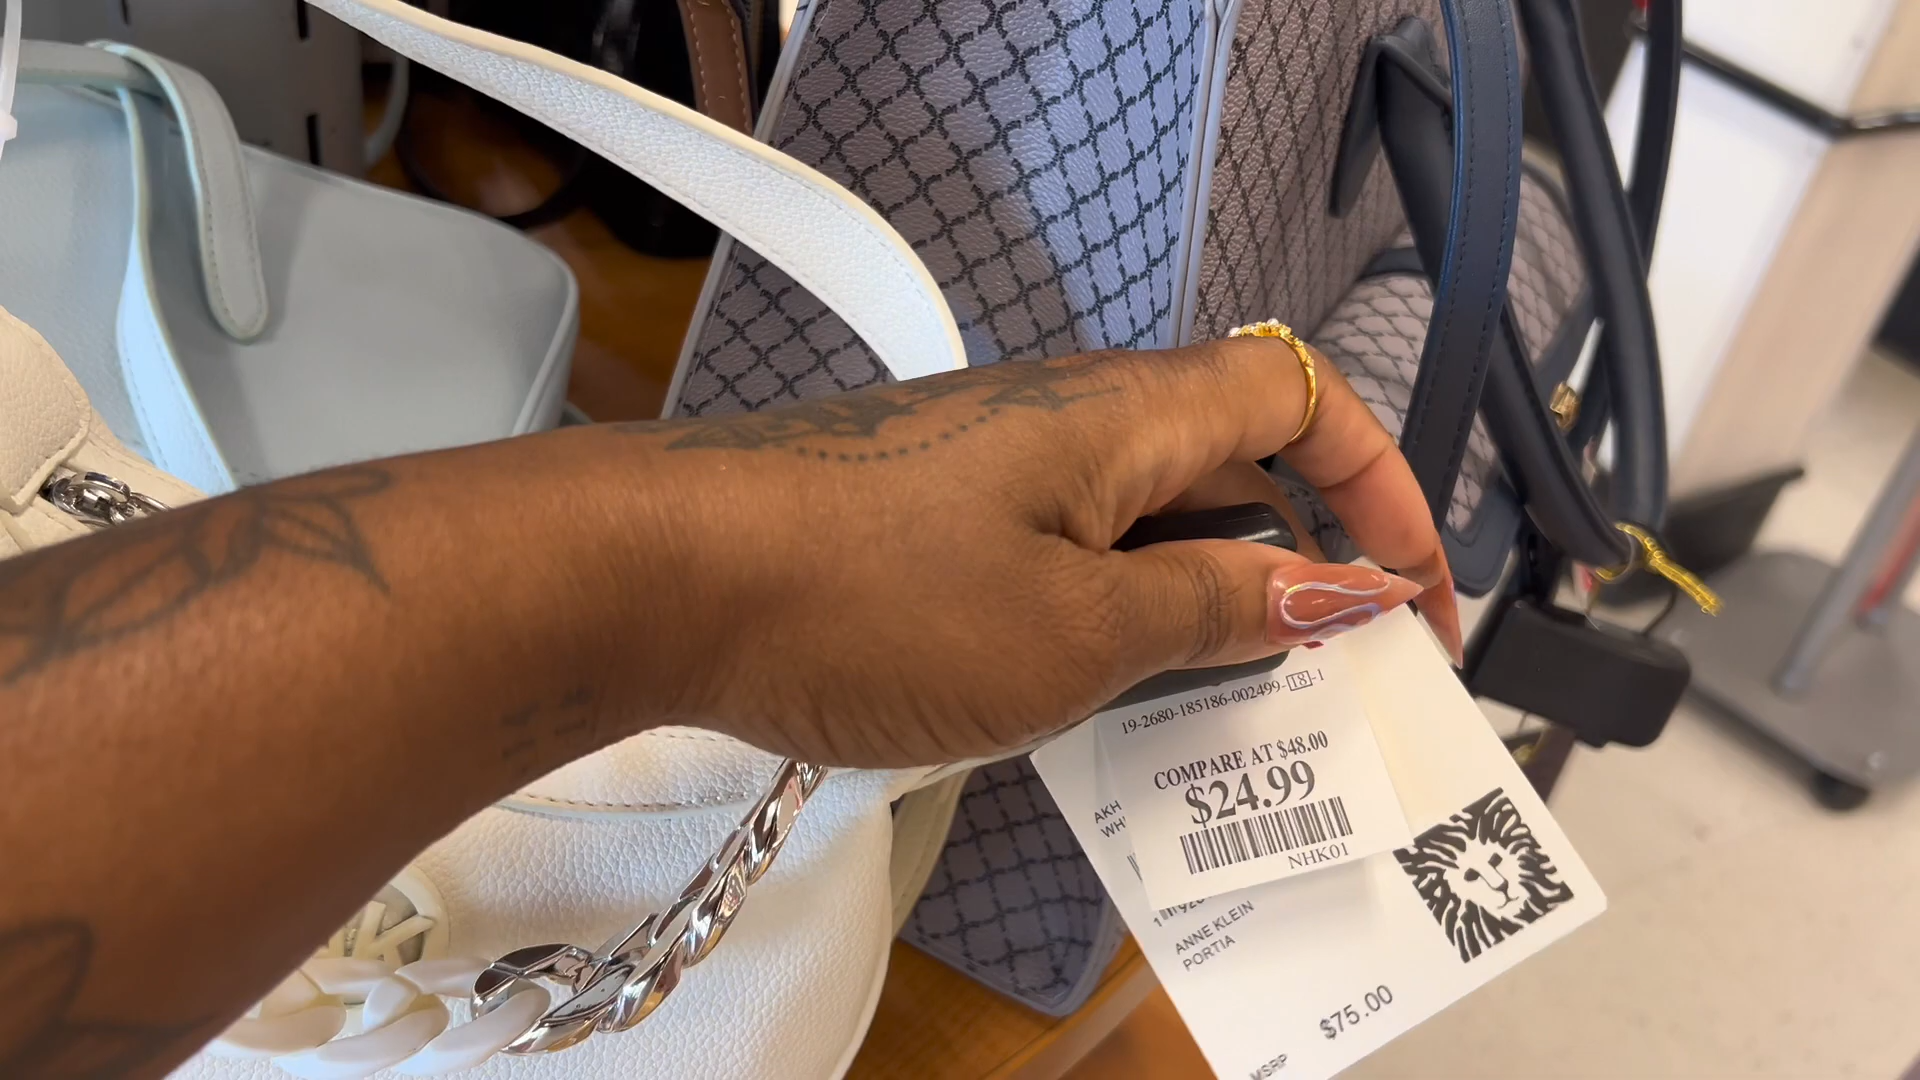 19-2680-185186-002499-18-1
COMPARE AT $48.00
$24.99
NHK01
AKH
WH
ANNE KLEIN
PORTIA
$75.00
MSRP